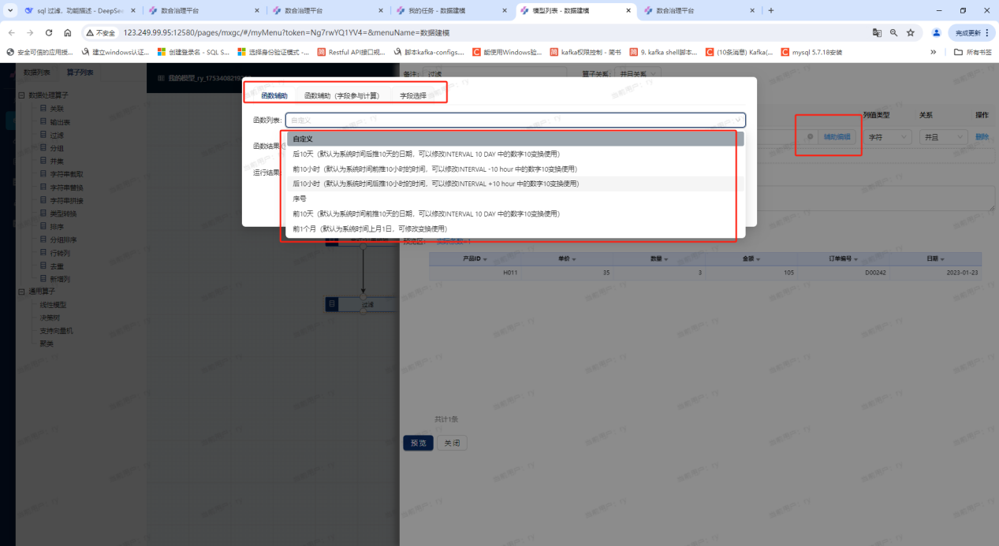 sql 过滤，功能描述 - DeepSee
数合治理平台
数合治理平台
我的任务 - 数据建模
模型列表 - 数据建模
数合治理平台
不安全
123.249.99.95:12580/pages/mxgc/#/myMenu?token=Ng7rwYQ1YV4=&menuName=数据建模
完成更新
安全可信的应用授...
建立windows认证...
创建登录名 - SQL S...
选择身份验证模式 -...
Restful API接口规...
脚本kafka-configs....
能使用Windows验...
kafka权限控制 - 简书
9. kafka shell脚本...
(10条消息) Kafka(...
mysql 5.7.18安装
所有书签
数据列表 算子列表
我的模型_ry_1753408219
备注: 过滤
算子关系: 并且关系
函数辅助 函数辅助（字段参与计算） 字段选择
函数列表: 自定义
函数结果
运行结果
自定义
后10天（默认为系统时间后推10天的日期，可以修改INTERVAL 10 DAY 中的数字10变换使用）
前10小时（默认为系统时间前推10小时的时间，可以修改INTERVAL -10 hour 中的数字10变换使用）
后10小时（默认为系统时间后推10小时的时间，可以修改INTERVAL +10 hour 中的数字10变换使用）
序号
前10天（默认为系统时间前推10天的日期，可以修改INTERVAL 10 DAY 中的数字10变换使用）
前1个月（默认为系统时间上月1日，可修改变换使用）
列值类型 关系 操作
辅助编辑 字符 并且 删除
数据处理算子
关联
输出表
过滤
分组
并集
字符串截取
字符串替换
字符串拼接
类型转换
排序
分组排序
行转列
去重
新增列
通用算子
线性模型
决策树
支持向量机
聚类
过滤
预览区:
产品ID 单价 数量 金额 订单编号 日期
H011 35 3 105 D00242 2023-01-23
共计1条
预 览 关 闭